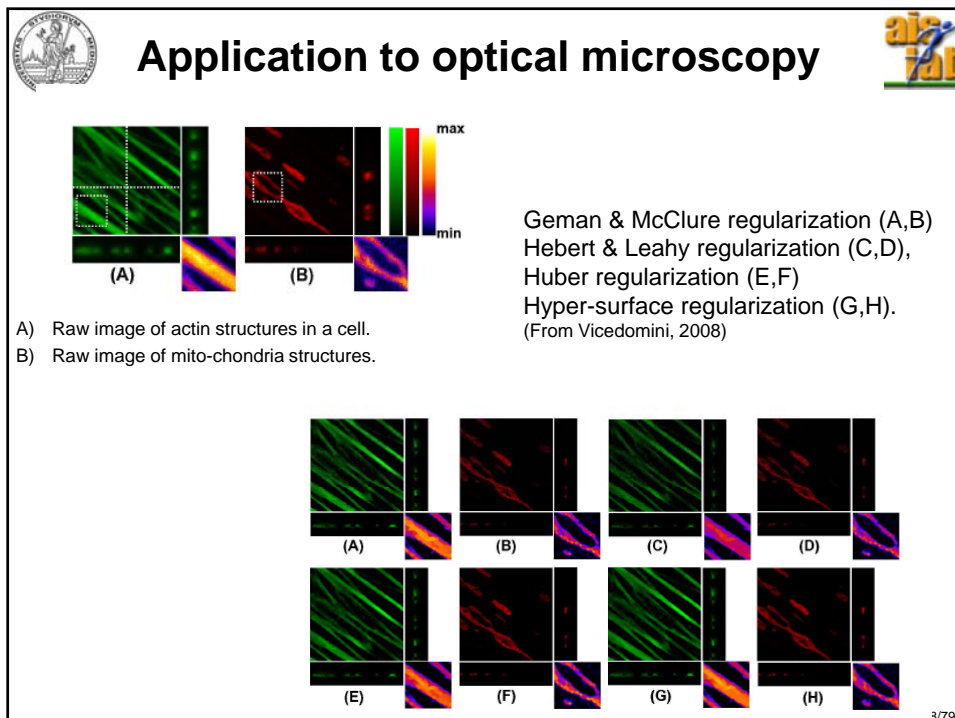 Application to optical microscopy
max
min
(A)
(B)
Geman & McClure regularization (A,B)
Hebert & Leahy regularization (C,D),
Huber regularization (E,F)
Hyper-surface regularization (G,H).
(From Vicedomini, 2008)
A) Raw image of actin structures in a cell.
B) Raw image of mito-chondria structures.
(A)
(B)
(C)
(D)
(E)
(F)
(G)
(H)